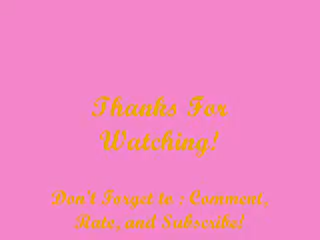 Thanks For
Watching!
Don't Forget to : Comment,
Rate, and Subscribe!